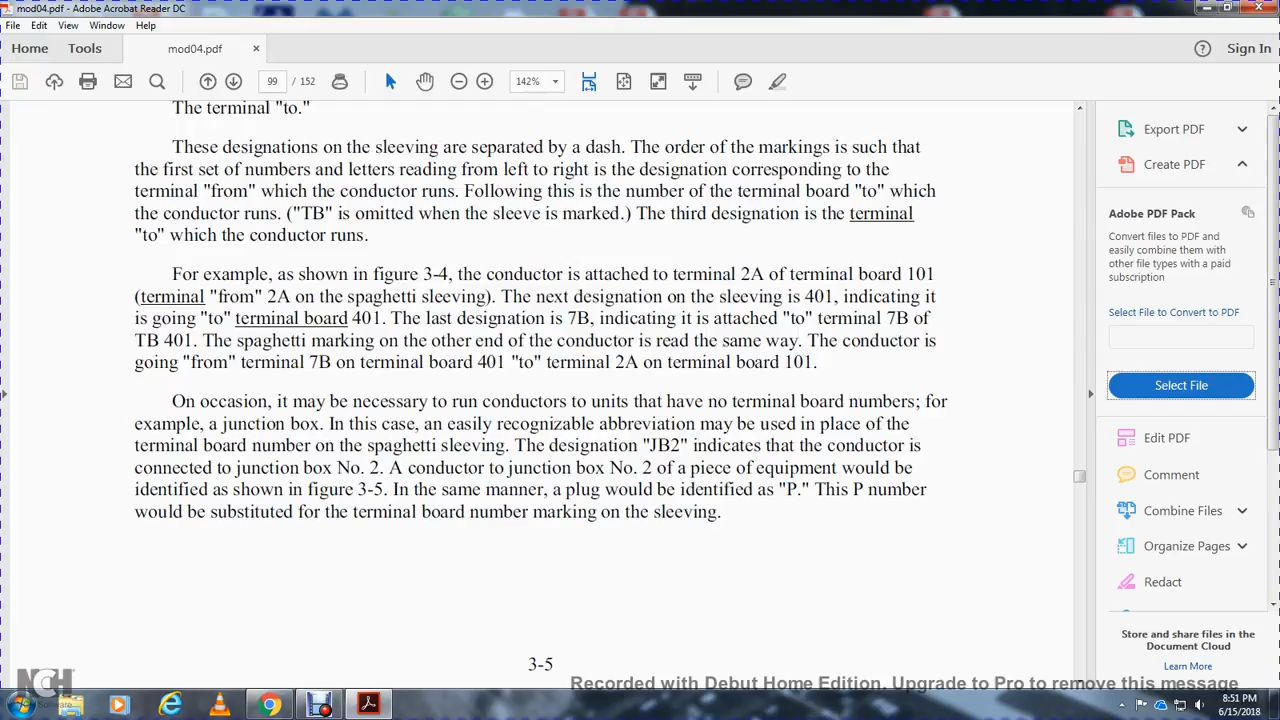 mod04.pdf - Adobe Acrobat Reader DC
File Edit View Window Help
Home Tools mod04.pdf × Sign In
99 / 152 142%
The terminal "to."
These designations on the sleeving are separated by a dash. The order of the markings is such that
the first set of numbers and letters reading from left to right is the designation corresponding to the
terminal "from" which the conductor runs. Following this is the number of the terminal board "to" which
the conductor runs. ("TB" is omitted when the sleeve is marked.) The third designation is the terminal
"to" which the conductor runs.
For example, as shown in figure 3-4, the conductor is attached to terminal 2A of terminal board 101
(terminal "from" 2A on the spaghetti sleeving). The next designation on the sleeving is 401, indicating it
is going "to" terminal board 401. The last designation is 7B, indicating it is attached "to" terminal 7B of
TB 401. The spaghetti marking on the other end of the conductor is read the same way. The conductor is
going "from" terminal 7B on terminal board 401 "to" terminal 2A on terminal board 101.
On occasion, it may be necessary to run conductors to units that have no terminal board numbers; for
example, a junction box. In this case, an easily recognizable abbreviation may be used in place of the
terminal board number on the spaghetti sleeving. The designation "JB2" indicates that the conductor is
connected to junction box No. 2. A conductor to junction box No. 2 of a piece of equipment would be
identified as shown in figure 3-5. In the same manner, a plug would be identified as "P." This P number
would be substituted for the terminal board number marking on the sleeving.
3-5
Export PDF
Create PDF
Adobe PDF Pack
Convert files to PDF and
easily combine them with
other file types with a paid
subscription
Select File to Convert to PDF
Select File
Edit PDF
Comment
Combine Files
Organize Pages
Redact
Store and share files in the
Document Cloud
Learn More
NCH Software
Recorded with Debut Home Edition. Upgrade to Pro to remove this message
8:51 PM
6/15/2018